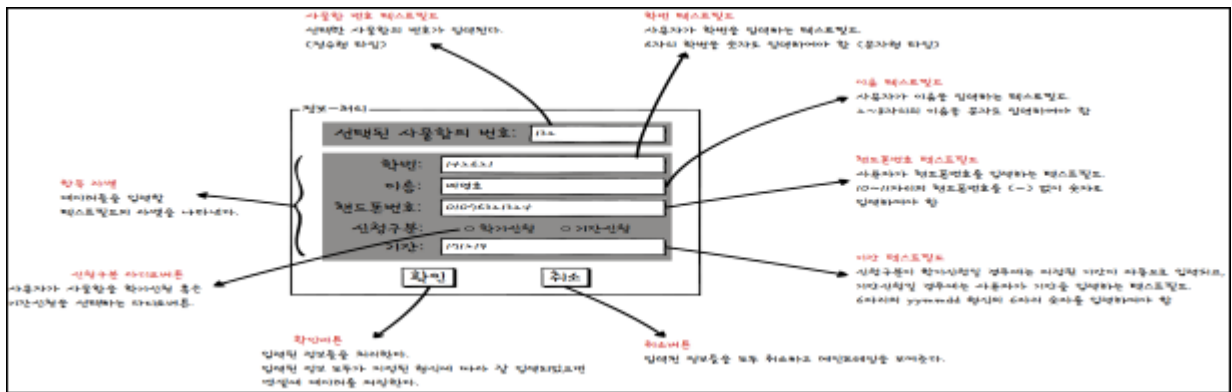 사물함 번호 텍스트필드
선택한 사물함의 번호가 입력된다.
(정수형 타입)
학번 텍스트필드
사용자가 학번을 입력하는 텍스트필드.
6자리 학번을 숫자로 입력하여야 함 (문자형 타입)
이름 텍스트필드
사용자가 이름을 입력하는 텍스트필드.
2~8자리의 이름을 문자로 입력하여야 함
정보-처리
선택된 사물함의 번호: 132
학번: 142621
이름:
핸드폰번호:
신청구분: ○ 학기신청 ○ 기간신청
기간: 171214
확인
취소
핸드폰번호 텍스트필드
사용자가 핸드폰번호를 입력하는 텍스트필드.
10~11자리의 핸드폰번호를 (-) 없이 숫자로
입력하여야 함
항목 라벨
데이터들을 입력할
텍스트필드의 라벨을 나타낸다.
신청구분 라디오버튼
사용자가 사물함을 학기신청 혹은
기간신청을 선택하는 라디오버튼.
기간 텍스트필드
신청구분이 학기신청일 경우에는 지정된 기간이 자동으로 입력되고,
기간신청일 경우에는 사용자가 기간을 입력하는 텍스트필드.
6자리의 yymmdd 형식의 6자리 숫자를 입력하여야 함
확인버튼
입력된 정보들을 처리한다.
입력된 정보 모두가 지정된 형식에 따라 잘 입력되었으면
엑셀에 데이터를 저장한다.
취소버튼
입력된 정보들을 모두 취소하고 메인프레임을 보여준다.